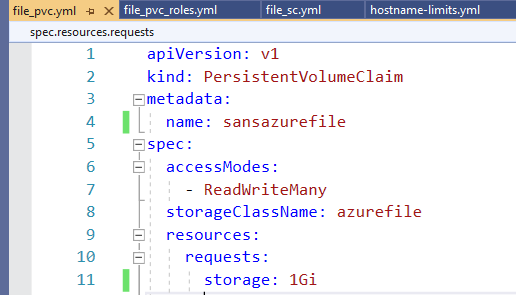 file_pvc.yml file_pvc_roles.yml file_sc.yml hostname-limits.yml
spec.resources.requests
1 apiVersion: v1
2 kind: PersistentVolumeClaim
3 metadata:
4 name: sansazurefile
5 spec:
6 accessModes:
7 - ReadWriteMany
8 storageClassName: azurefile
9 resources:
10 requests:
11 storage: 1Gi